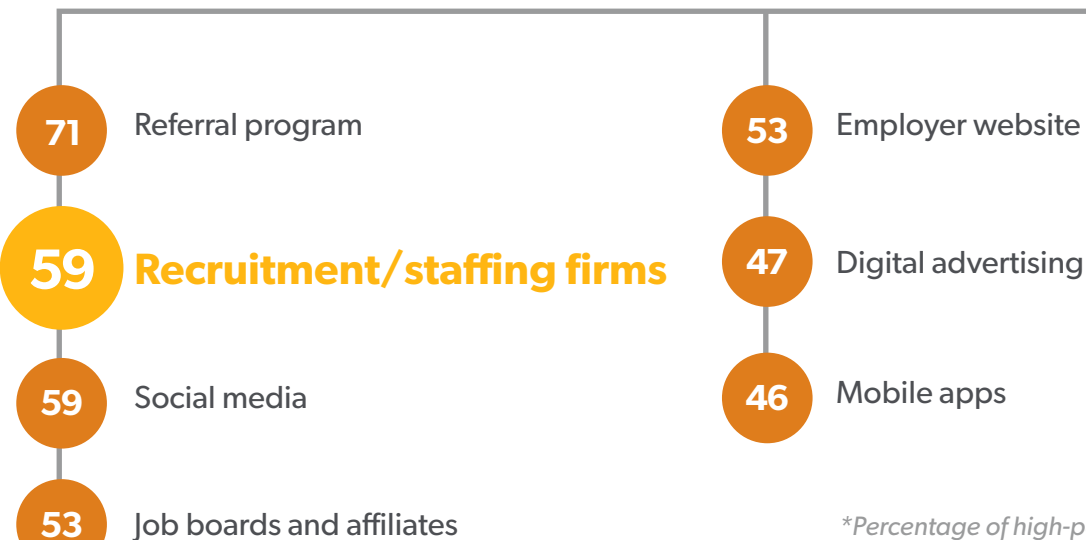 71 Referral program
59 Recruitment/staffing firms
59 Social media
53 Job boards and affiliates
53 Employer website
47 Digital advertising
46 Mobile apps
*Percentage of high-p